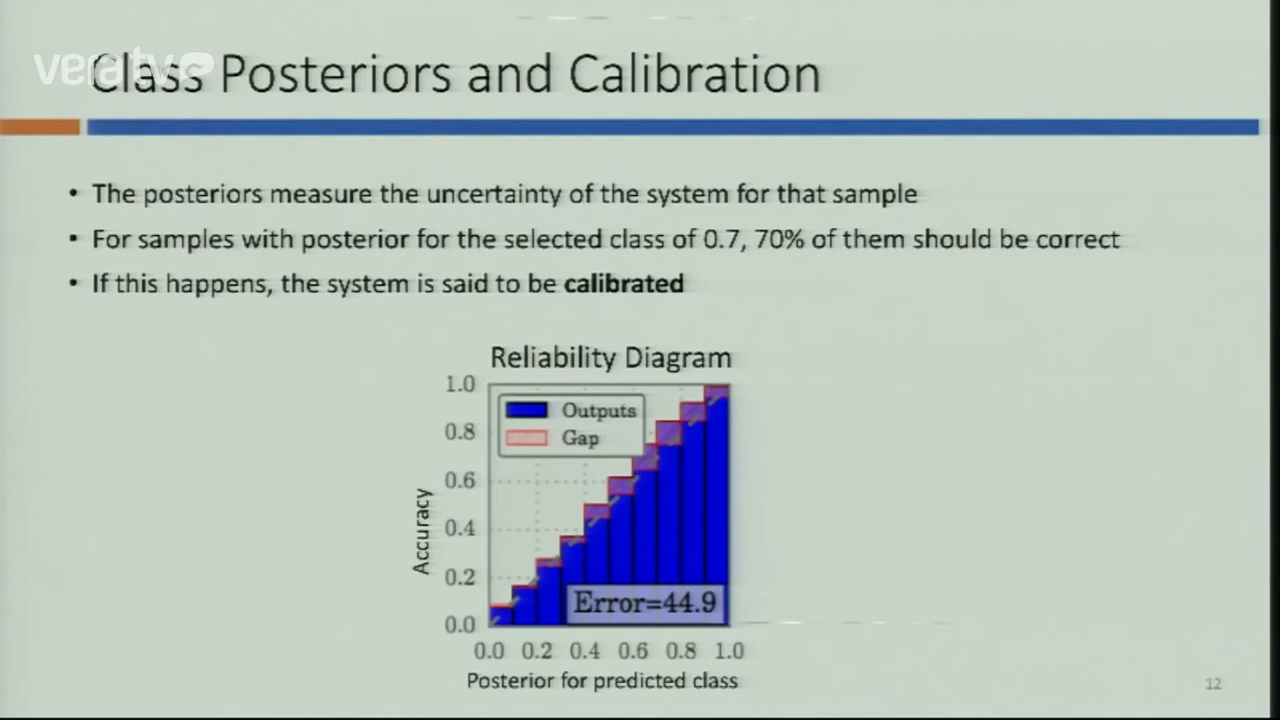 vera tv
Class Posteriors and Calibration
• The posteriors measure the uncertainty of the system for that sample
• For samples with posterior for the selected class of 0.7, 70% of them should be correct
• If this happens, the system is said to be calibrated
Reliability Diagram
1.0
0.8
0.6
0.4
0.2
0.0
Accuracy
Outputs
Gap
Error=44.9
0.0 0.2 0.4 0.6 0.8 1.0
Posterior for predicted class
12